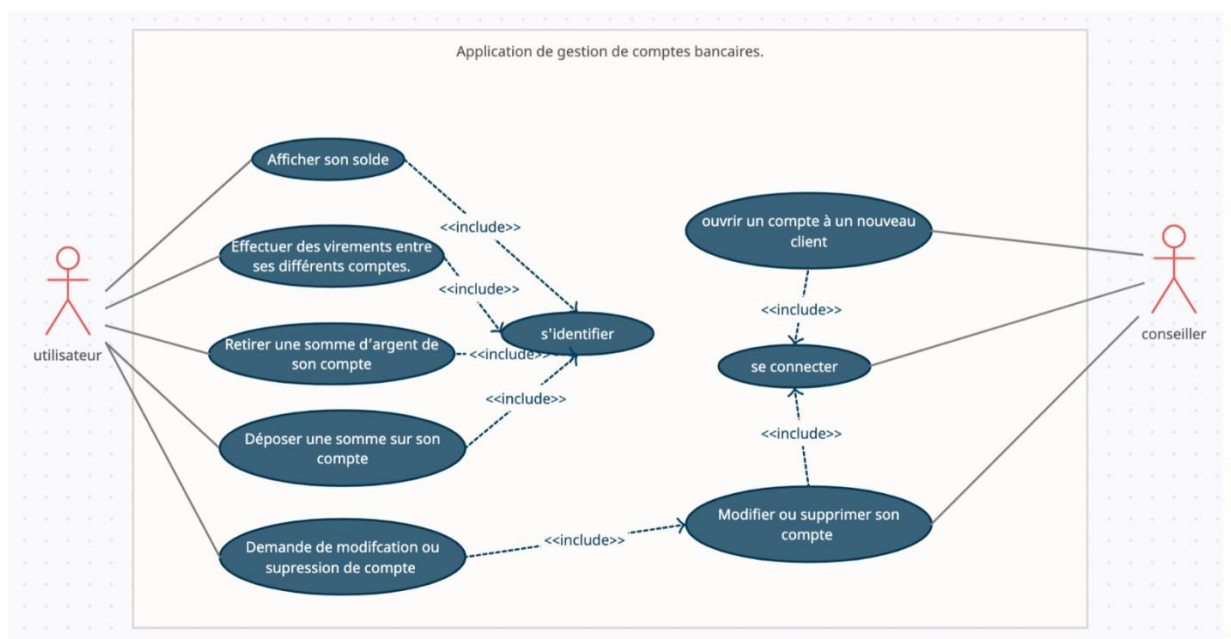 Application de gestion de comptes bancaires.
Afficher son solde
<<include>>
ouvrir un compte à un nouveau
client
Effectuer des virements entre
ses différents comptes.
<<include>>
<<include>>
s'identifier
utilisateur
conseiller
Retirer une somme d'argent de
son compte
<<include>>
se connecter
<<include>>
Déposer une somme sur son
compte
<<include>>
Modifier ou supprimer son
compte
Demande de modifcation ou
supression de compte
<<include>>